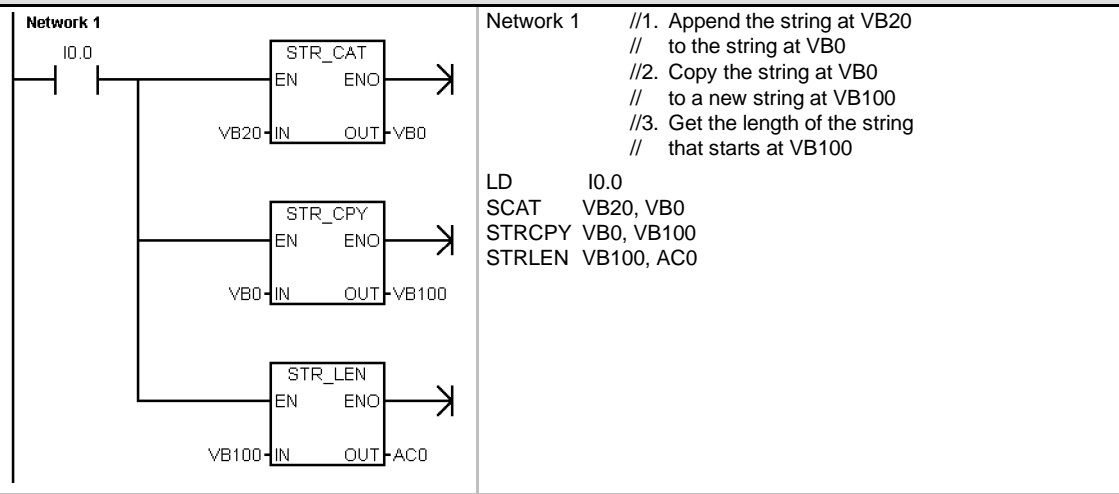 Network 1
I0.0
STR_CAT
EN ENO
VB20 IN OUT VB0
STR_CPY
EN ENO
VB0 IN OUT VB100
STR_LEN
EN ENO
VB100 IN OUT AC0
Network 1 //1. Append the string at VB20
// to the string at VB0
//2. Copy the string at VB0
// to a new string at VB100
//3. Get the length of the string
// that starts at VB100
LD I0.0
SCAT VB20, VB0
STRCPY VB0, VB100
STRLEN VB100, AC0